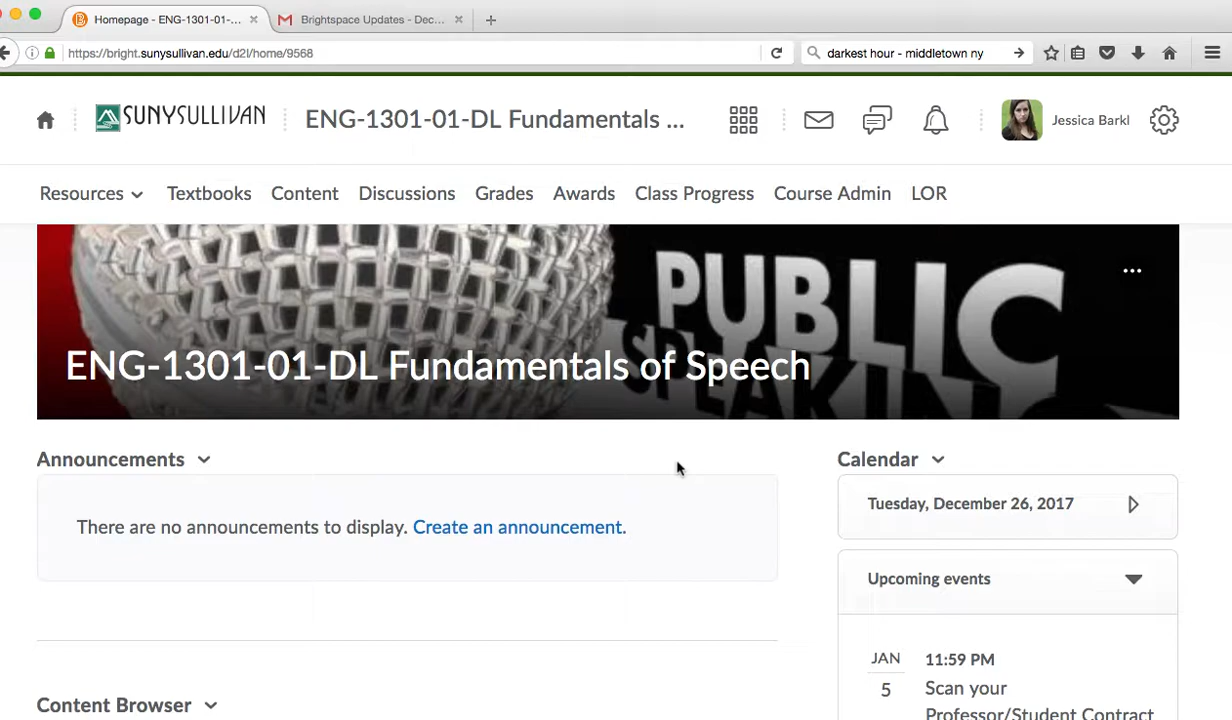 Homepage - ENG-1301-01-...
Brightspace Updates - Dec...
https://bright.sunysullivan.edu/d2l/home/9568
darkest hour - middletown ny
SUNYSULLIVAN
ENG-1301-01-DL Fundamentals ...
Jessica Barkl
Resources
Textbooks
Content
Discussions
Grades
Awards
Class Progress
Course Admin
LOR
PUBLIC
SPEAKING
ENG-1301-01-DL Fundamentals of Speech
Announcements
There are no announcements to display. Create an announcement.
Calendar
Tuesday, December 26, 2017
Upcoming events
JAN
5
11:59 PM
Scan your
Professor/Student Contract
Content Browser